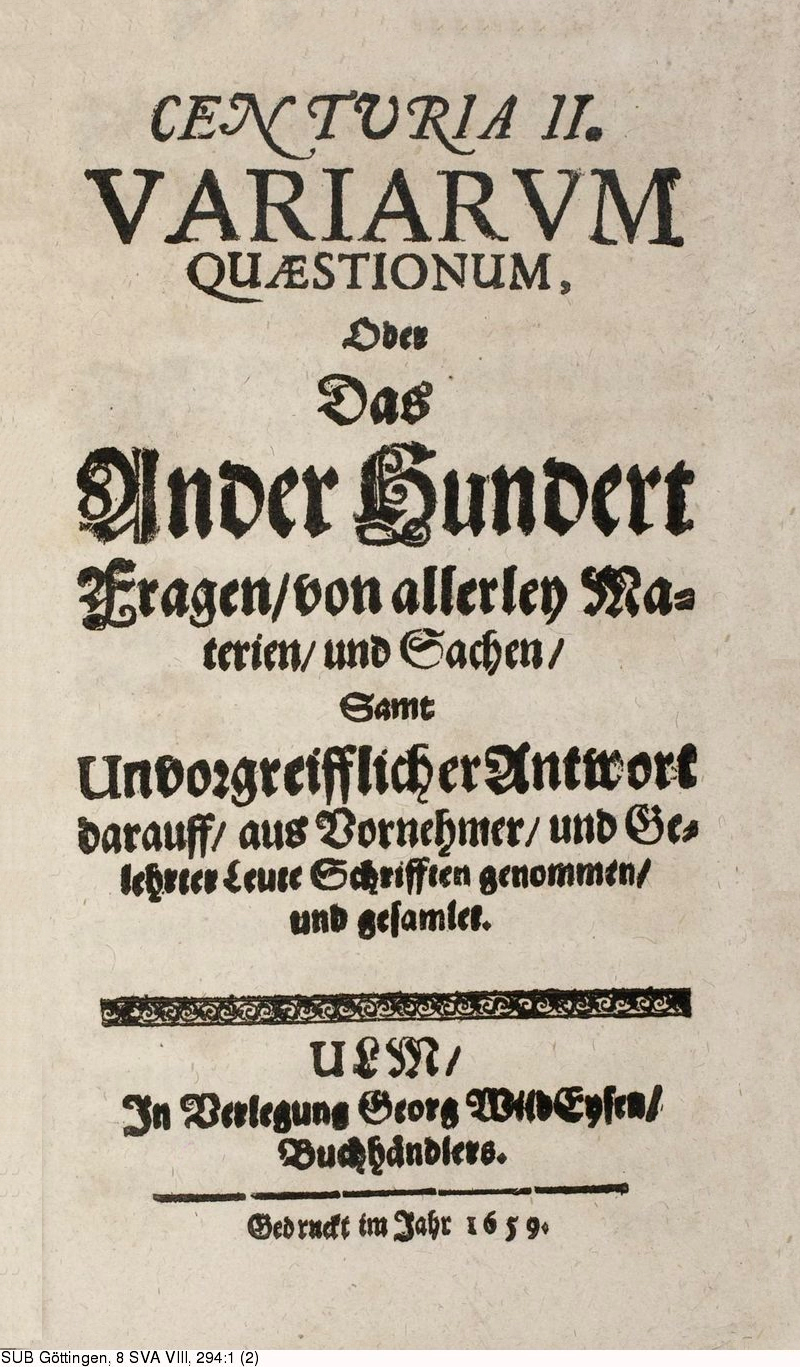 CENTVRIA II.
VARIARVM
QUÆSTIONUM,
Oder
Das
Ander Hundert
Fragen/von allerley Ma-
terien/ und Sachen/
Samt
Unvorgreifflicher Antwort
darauff/ aus Vornehmer/ und Ge-
lehrter Leute Schrifften genommen/
und gesamlet.
ULM/
In Verlegung Georg WildEysen/
Buchhändlers.
Gedruckt im Jahr 1659.
SUB Göttingen, 8 SVA VIII, 294:1 (2)